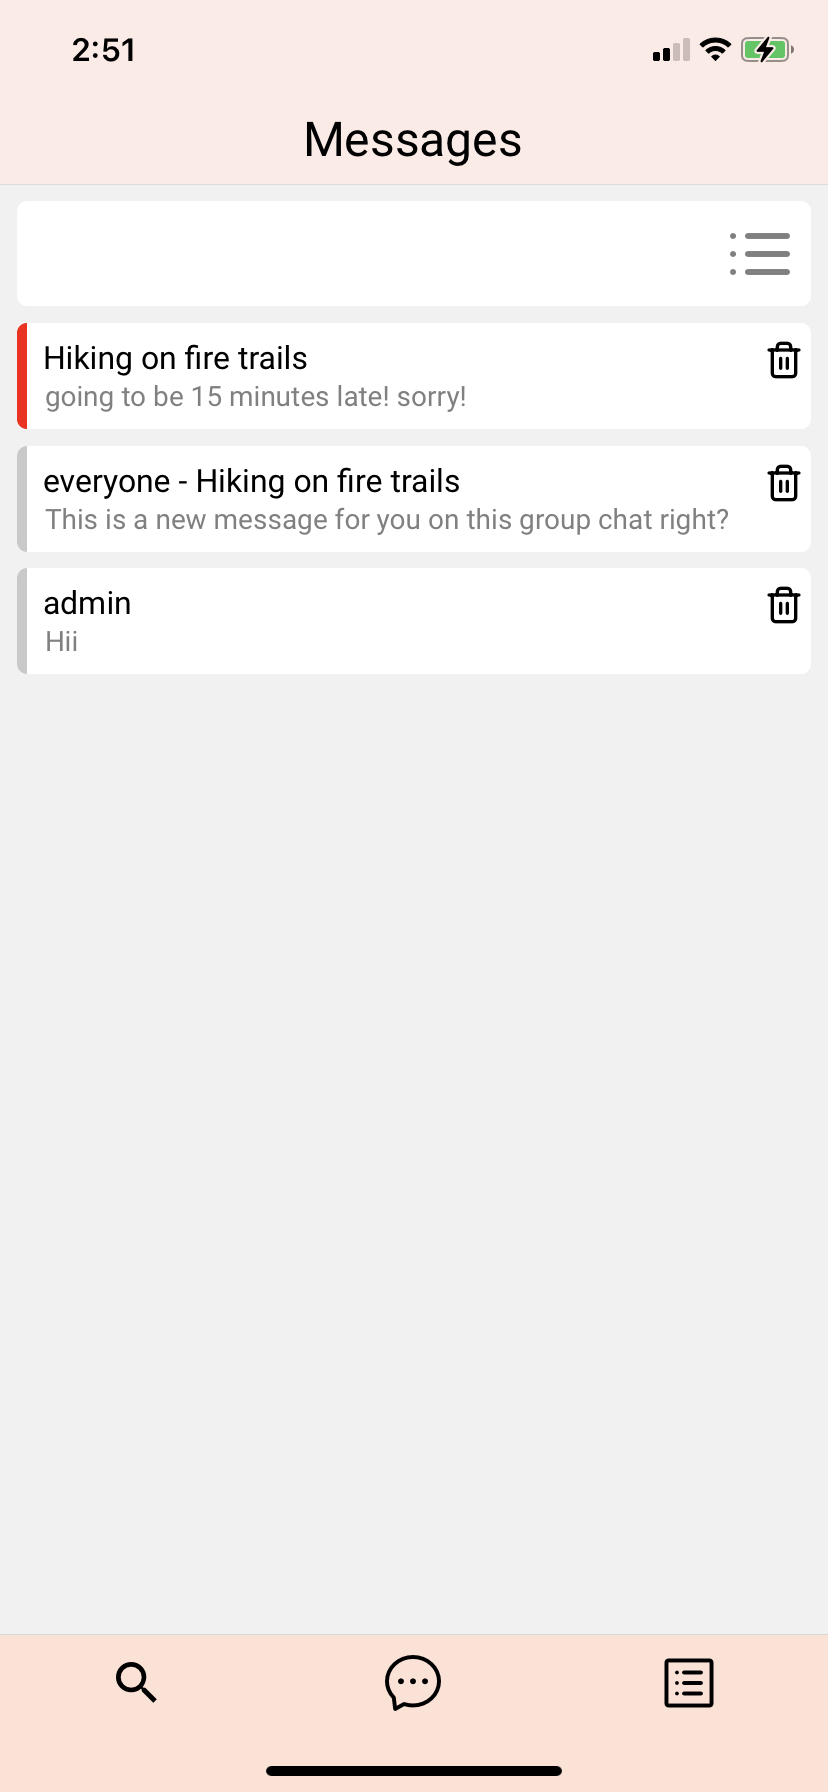 2:51
Messages
Hiking on fire trails
going to be 15 minutes late! sorry!
everyone - Hiking on fire trails
This is a new message for you on this group chat right?
admin
Hii